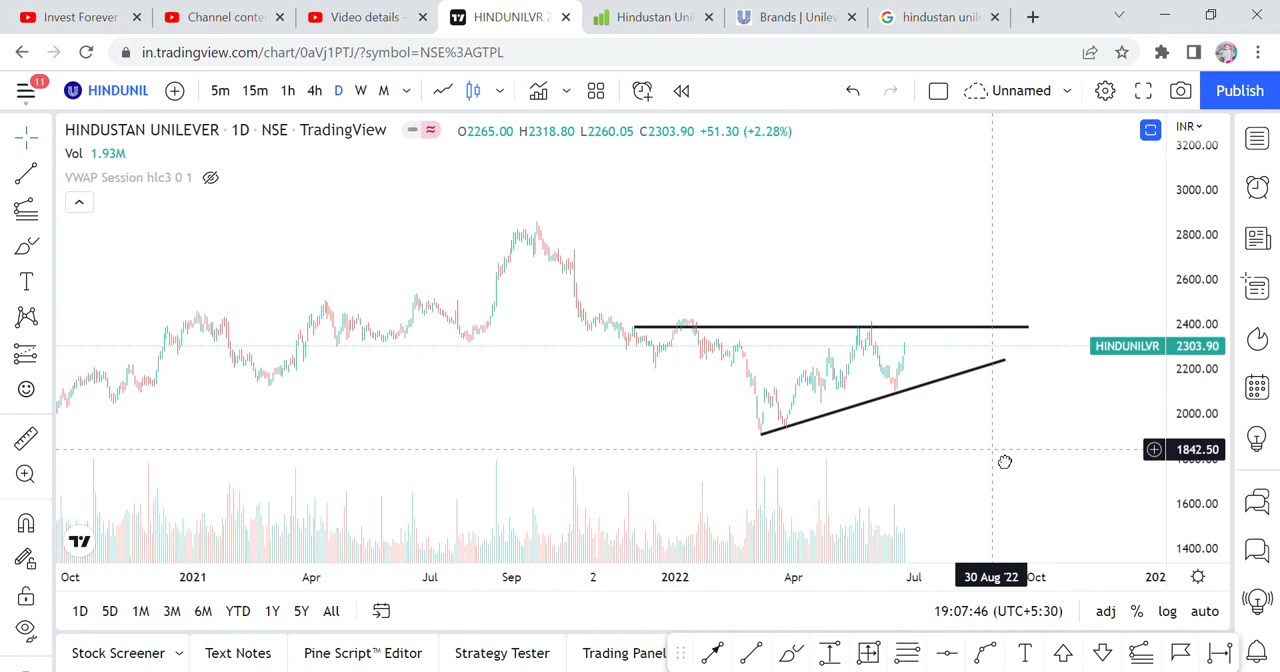 Invest Forever
Channel conte
Video details -
HINDUNILVR 2
Hindustan Unil
Brands | Unilev
hindustan unile
in.tradingview.com/chart/0aVj1PTJ/?symbol=NSE%3AGTPL
11
HINDUNIL
5m 15m 1h 4h D W M
Unnamed
Publish
HINDUSTAN UNILEVER · 1D · NSE · TradingView
O2265.00 H2318.80 L2260.05 C2303.90 +51.30 (+2.28%)
INR
Vol 1.93M
VWAP Session hlc3 0 1
3200.00
3000.00
2800.00
2600.00
2400.00
HINDUNILVR 2303.90
2200.00
2000.00
1842.50
1600.00
1400.00
Oct 2021 Apr Jul Sep 2 2022 Apr Jul 30 Aug '22 Oct 202
1D 5D 1M 3M 6M YTD 1Y 5Y All
19:07:46 (UTC+5:30) adj % log auto
Stock Screener Text Notes Pine Script™ Editor Strategy Tester Trading Panel